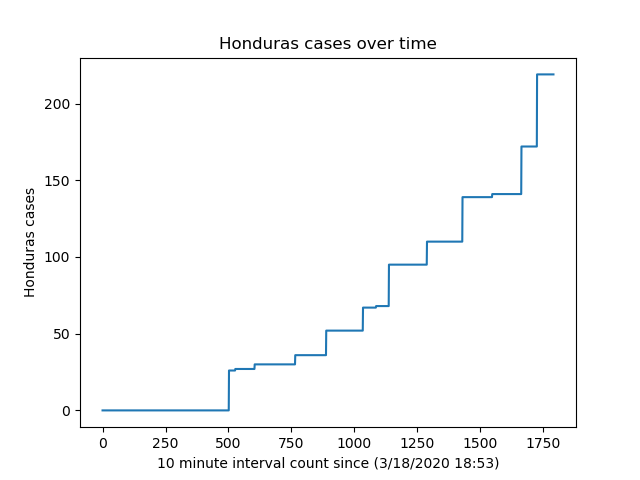 Honduras cases over time
Honduras cases
200
150
100
50
0
0 250 500 750 1000 1250 1500 1750
10 minute interval count since (3/18/2020 18:53)